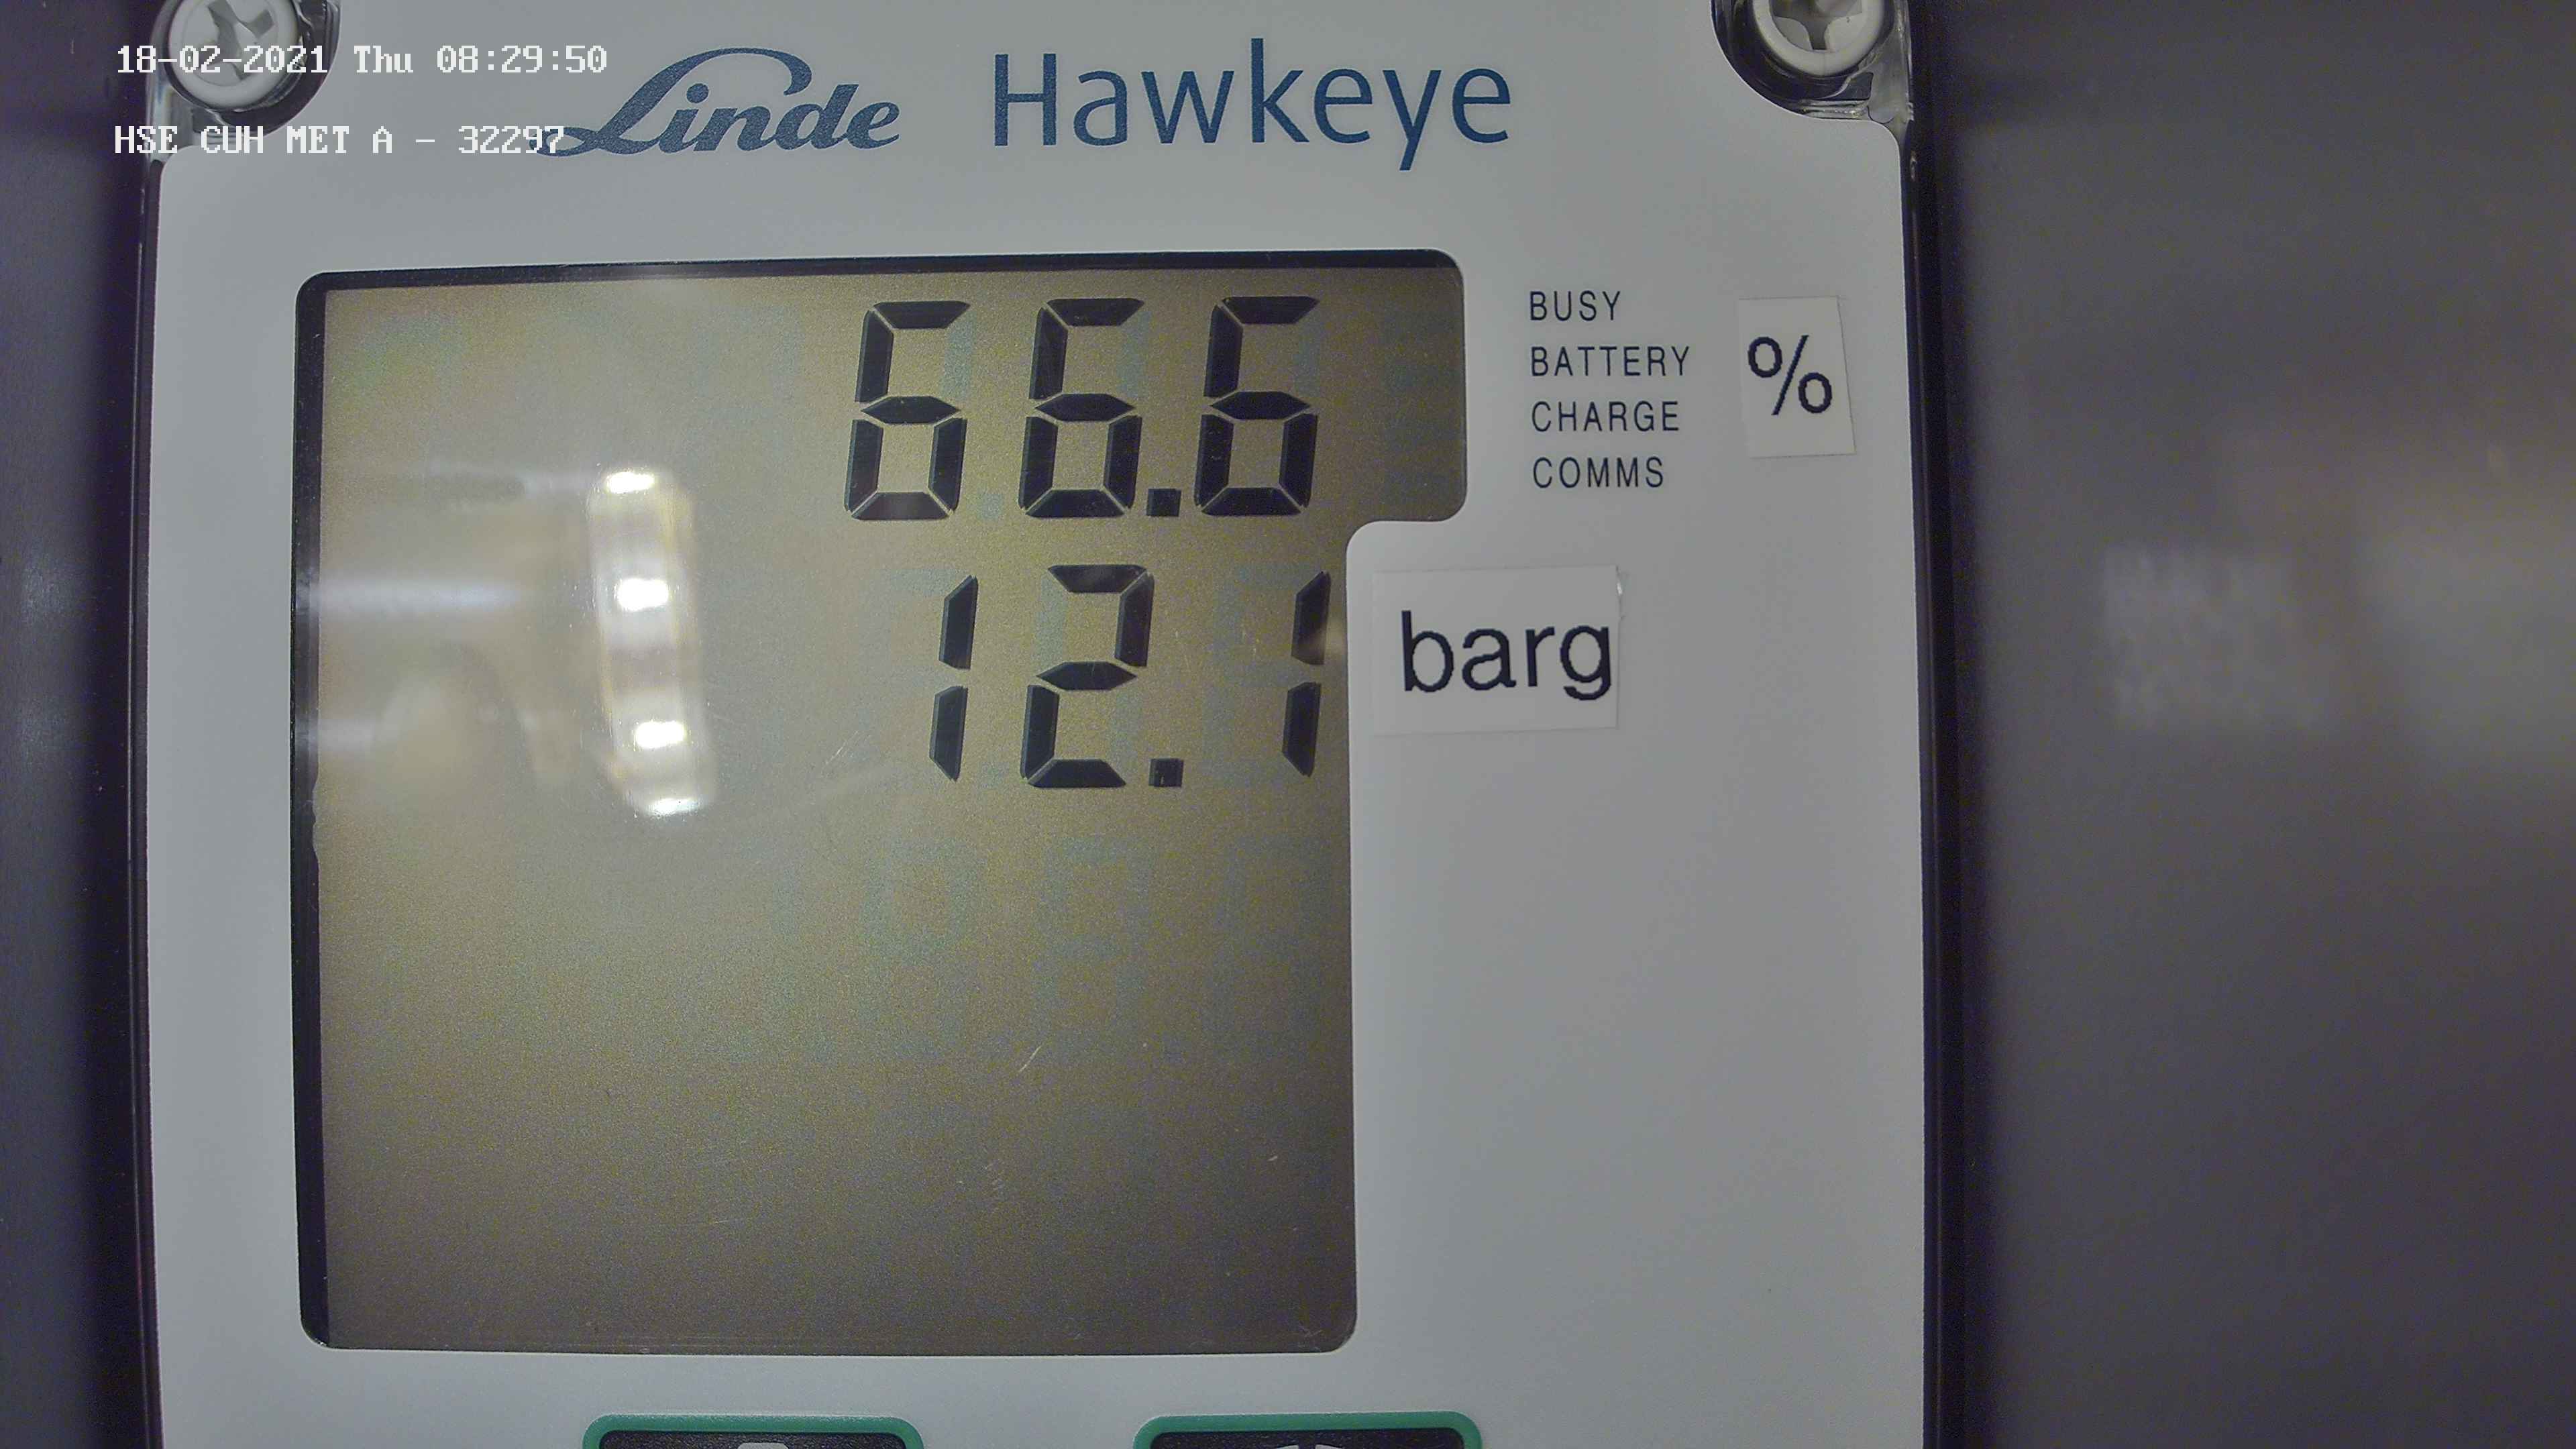 18-02-2021 Thu 08:29:50
HSE CUH MET A - 32297
Linde Hawkeye
66.6
BUSY
BATTERY
CHARGE
COMMS
%
12.1
barg